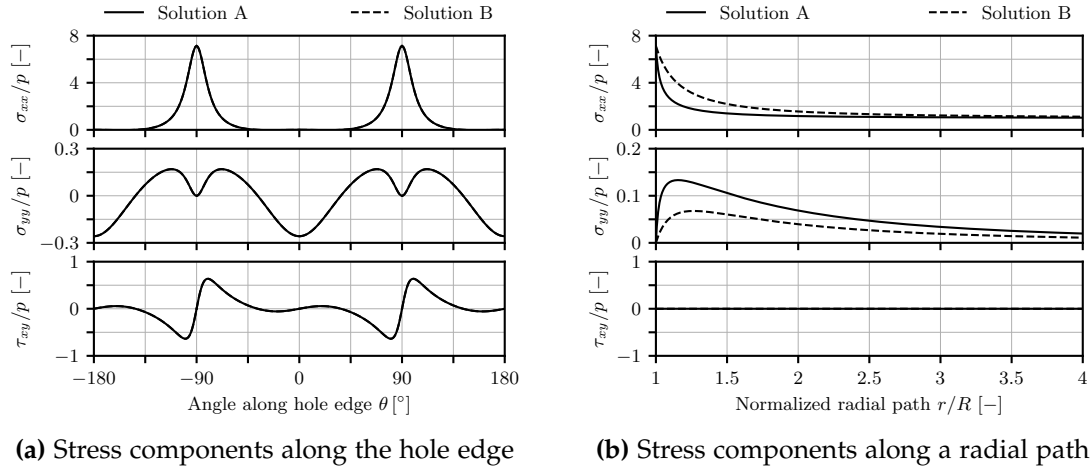 Solution A Solution B
8
4
0
σxx/p [−]
0.3
0
−0.3
σyy/p [−]
1
0
−1
τxy/p [−]
−180 −90 0 90 180
Angle along hole edge θ [°]
(a) Stress components along the hole edge
Solution A Solution B
8
4
0
σxx/p [−]
0.2
0.1
0
σyy/p [−]
1
0
−1
τxy/p [−]
1 1.5 2 2.5 3 3.5 4
Normalized radial path r/R [−]
(b) Stress components along a radial path